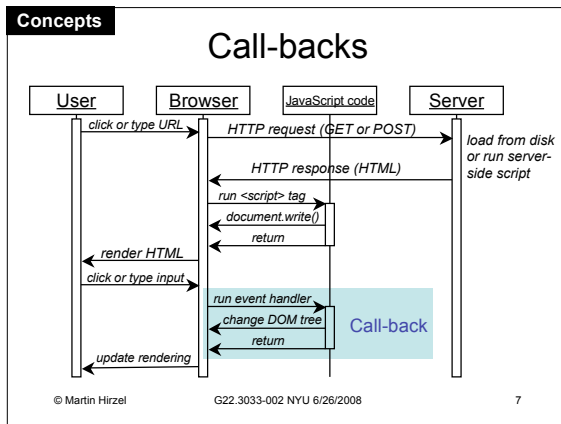 Concepts
Call-backs
User
Browser
JavaScript code
Server
click or type URL
HTTP request (GET or POST)
load from disk
or run server-
side script
HTTP response (HTML)
run <script> tag
document.write()
return
render HTML
click or type input
run event handler
change DOM tree
Call-back
return
update rendering
© Martin Hirzel
G22.3033-002 NYU 6/26/2008
7